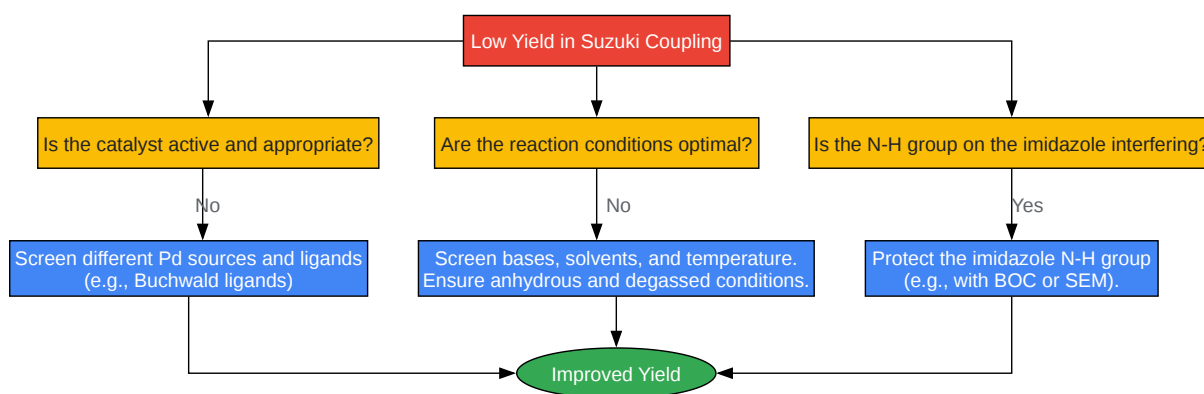 Low Yield in Suzuki Coupling
Is the catalyst active and appropriate?
Are the reaction conditions optimal?
Is the N-H group on the imidazole interfering?
No
No
Yes
Screen different Pd sources and ligands
(e.g., Buchwald ligands)
Screen bases, solvents, and temperature.
Ensure anhydrous and degassed conditions.
Protect the imidazole N-H group
(e.g., with BOC or SEM).
Improved Yield